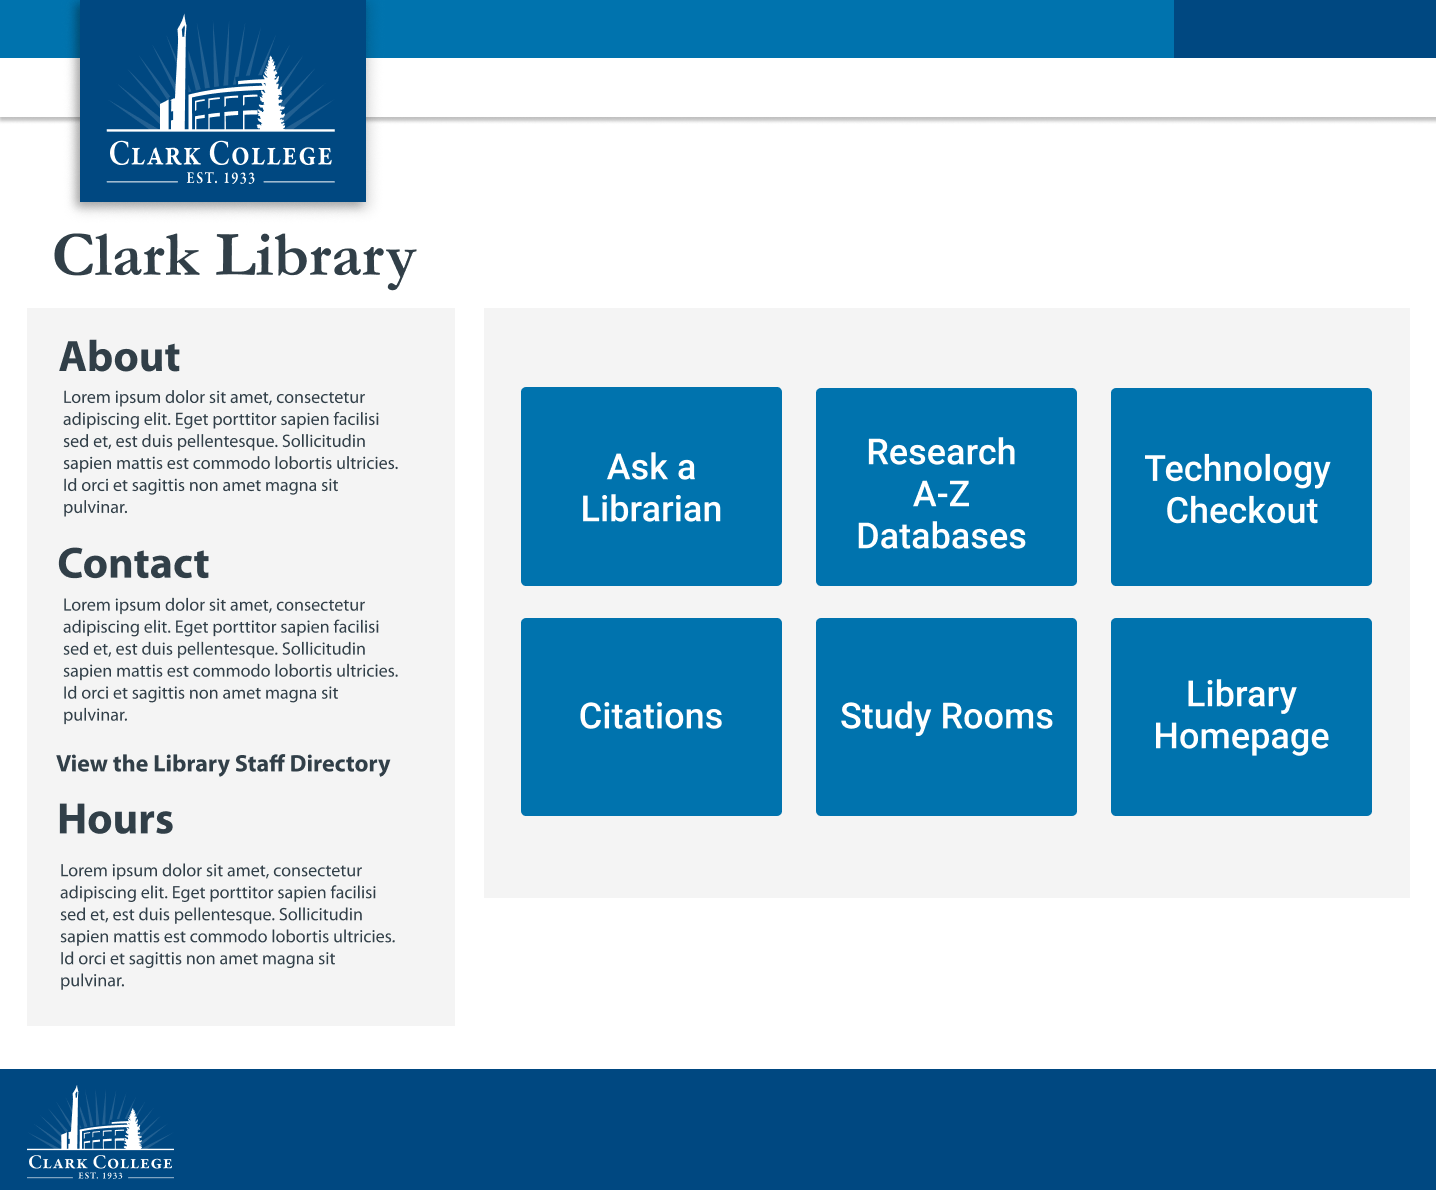 CLARK COLLEGE
EST. 1933
Clark Library
About
Lorem ipsum dolor sit amet, consectetur
adipiscing elit. Eget porttitor sapien facilisi
sed et, est duis pellentesque. Sollicitudin
sapien mattis est commodo lobortis ultricies.
Id orci et sagittis non amet magna sit
pulvinar.
Contact
Lorem ipsum dolor sit amet, consectetur
adipiscing elit. Eget porttitor sapien facilisi
sed et, est duis pellentesque. Sollicitudin
sapien mattis est commodo lobortis ultricies.
Id orci et sagittis non amet magna sit
pulvinar.
View the Library Staff Directory
Hours
Lorem ipsum dolor sit amet, consectetur
adipiscing elit. Eget porttitor sapien facilisi
sed et, est duis pellentesque. Sollicitudin
sapien mattis est commodo lobortis ultricies.
Id orci et sagittis non amet magna sit
pulvinar.
Ask a
Librarian
Research
A-Z
Databases
Technology
Checkout
Citations
Study Rooms
Library
Homepage
CLARK COLLEGE
EST. 1933